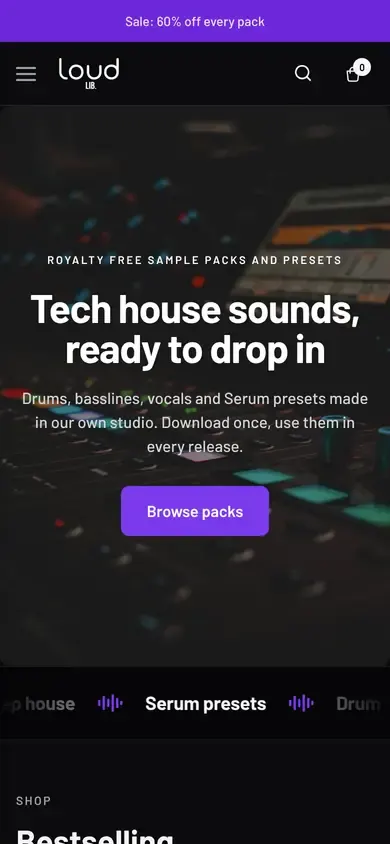 Sale: 60% off every pack
loud
LIB.
0
ROYALTY FREE SAMPLE PACKS AND PRESETS
Tech house sounds,
ready to drop in
Drums, basslines, vocals and Serum presets made
in our own studio. Download once, use them in
every release.
Browse packs
house
Serum presets
Drum
SHOP
Bestselling